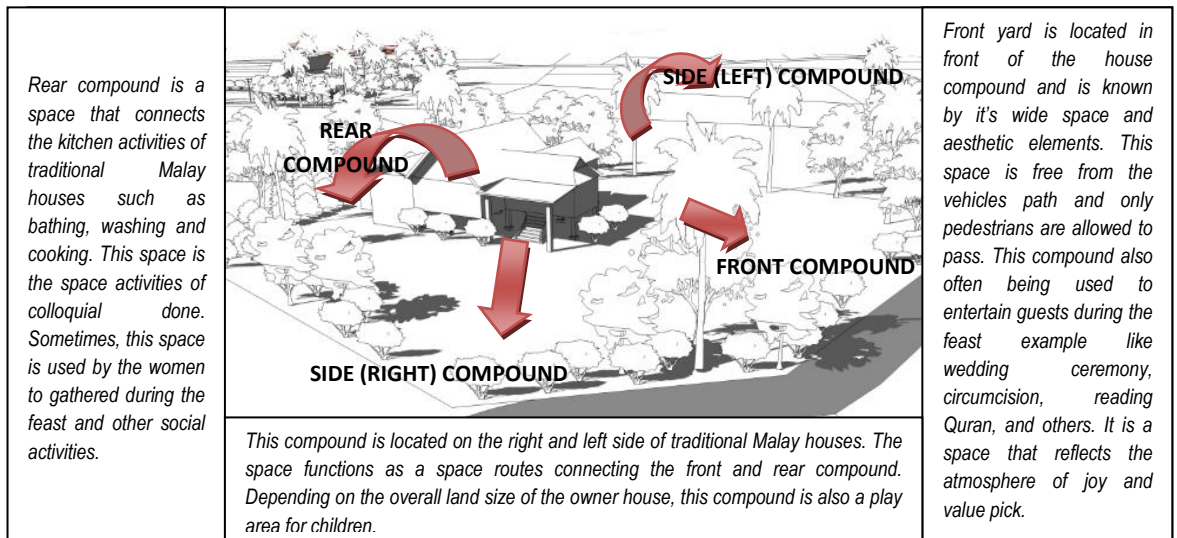 Rear compound is a
space that connects
the kitchen activities of
traditional Malay
houses such as
bathing, washing and
cooking. This space is
the space activities of
colloquial done.
Sometimes, this space
is used by the women
to gathered during the
feast and other social
activities.
SIDE (LEFT) COMPOUND
REAR
COMPOUND
FRONT COMPOUND
SIDE (RIGHT) COMPOUND
This compound is located on the right and left side of traditional Malay houses. The
space functions as a space routes connecting the front and rear compound.
Depending on the overall land size of the owner house, this compound is also a play
area for children.
Front yard is located in
front of the house
compound and is known
by it's wide space and
aesthetic elements. This
space is free from the
vehicles path and only
pedestrians are allowed to
pass. This compound also
often being used to
entertain guests during the
feast example like
wedding ceremony,
circumcision, reading
Quran, and others. It is a
space that reflects the
atmosphere of joy and
value pick.